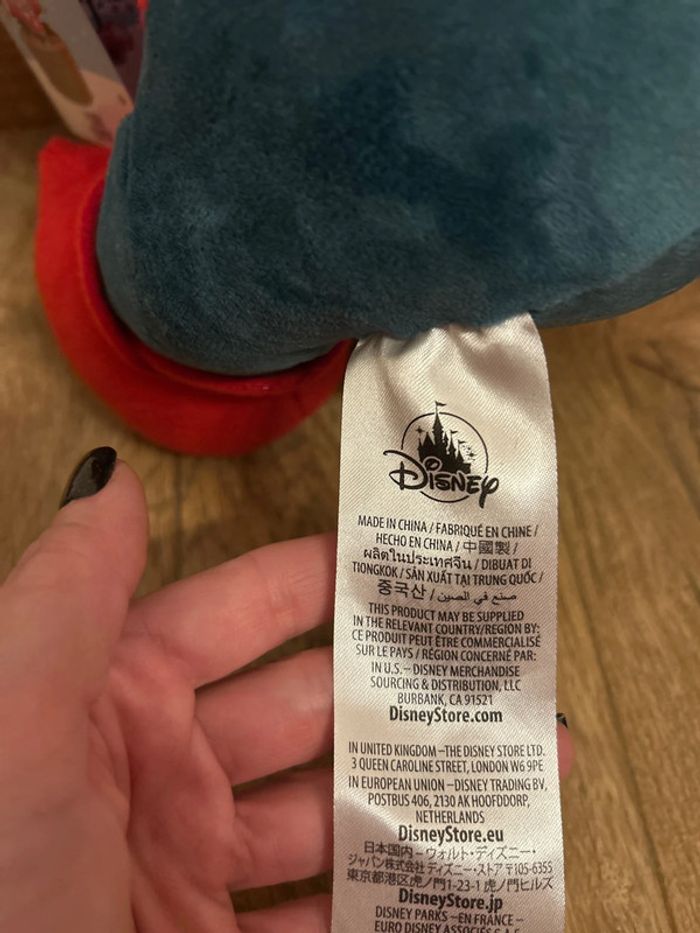 Disney
MADE IN CHINA / FABRIQUÉ EN CHINE /
HECHO EN CHINA / 中國製 /
ผลิตในประเทศจีน / DIBUAT DI
TIONGKOK / SẢN XUẤT TẠI TRUNG QUỐC /
중국산 / صنع في الصين
THIS PRODUCT MAY BE SUPPLIED
IN THE RELEVANT COUNTRY/REGION BY:
CE PRODUIT PEUT ÊTRE COMMERCIALISÉ
SUR LE PAYS / RÉGION CONCERNÉ PAR:
IN U.S.– DISNEY MERCHANDISE
SOURCING & DISTRIBUTION, LLC
BURBANK, CA 91521
DisneyStore.com
IN UNITED KINGDOM –THE DISNEY STORE LTD.
3 QUEEN CAROLINE STREET, LONDON W6 9PE
IN EUROPEAN UNION –DISNEY TRADING BV,
POSTBUS 406, 2130 AK HOOFDDORP,
NETHERLANDS
DisneyStore.eu
日本国内 – ウォルト・ディズニー・
ジャパン株式会社 ディズニーストア 〒105-6355
東京都港区虎ノ門1-23-1 虎ノ門ヒルズ
DisneyStore.jp
DISNEY PARKS –EN FRANCE –
EURO DISNEY ASSOCIÉS S.A.S.